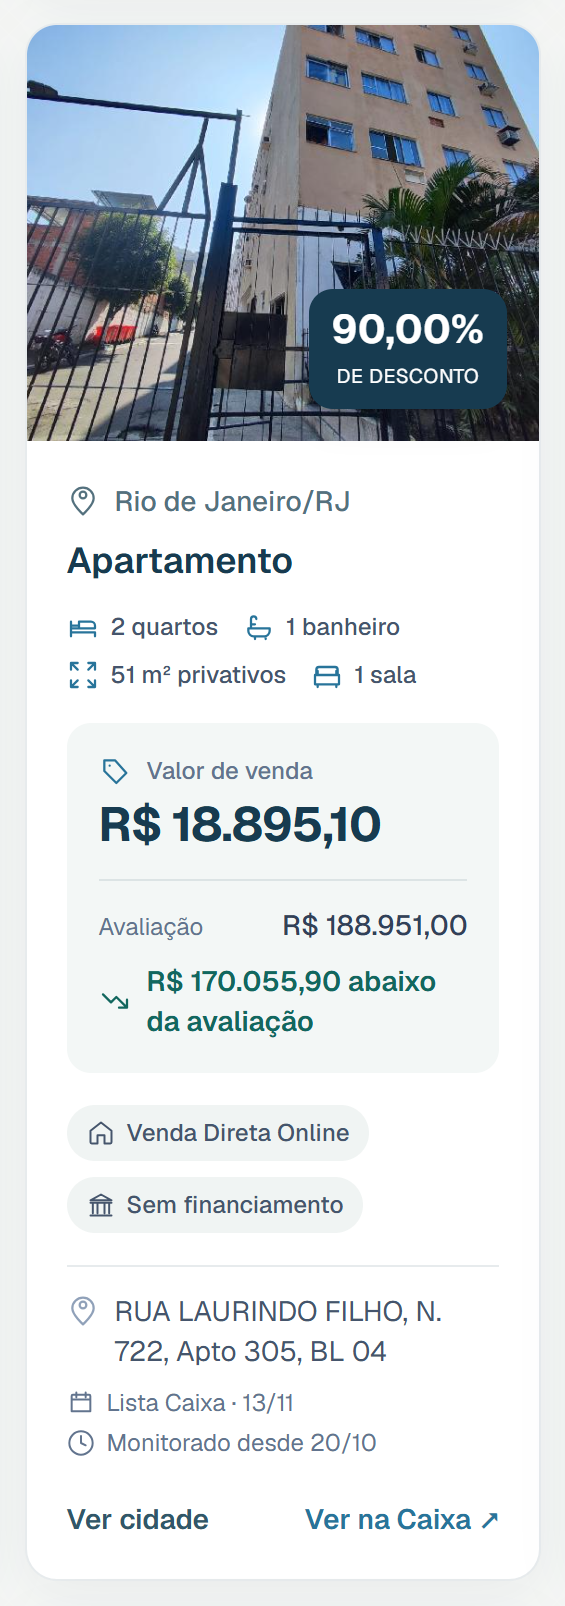 90,00%
DE DESCONTO
Rio de Janeiro/RJ
Apartamento
2 quartos 1 banheiro
51 m² privativos 1 sala
Valor de venda
R$ 18.895,10
Avaliação R$ 188.951,00
R$ 170.055,90 abaixo
da avaliação
Venda Direta Online
Sem financiamento
RUA LAURINDO FILHO, N.
722, Apto 305, BL 04
Lista Caixa · 13/11
Monitorado desde 20/10
Ver cidade Ver na Caixa ↗